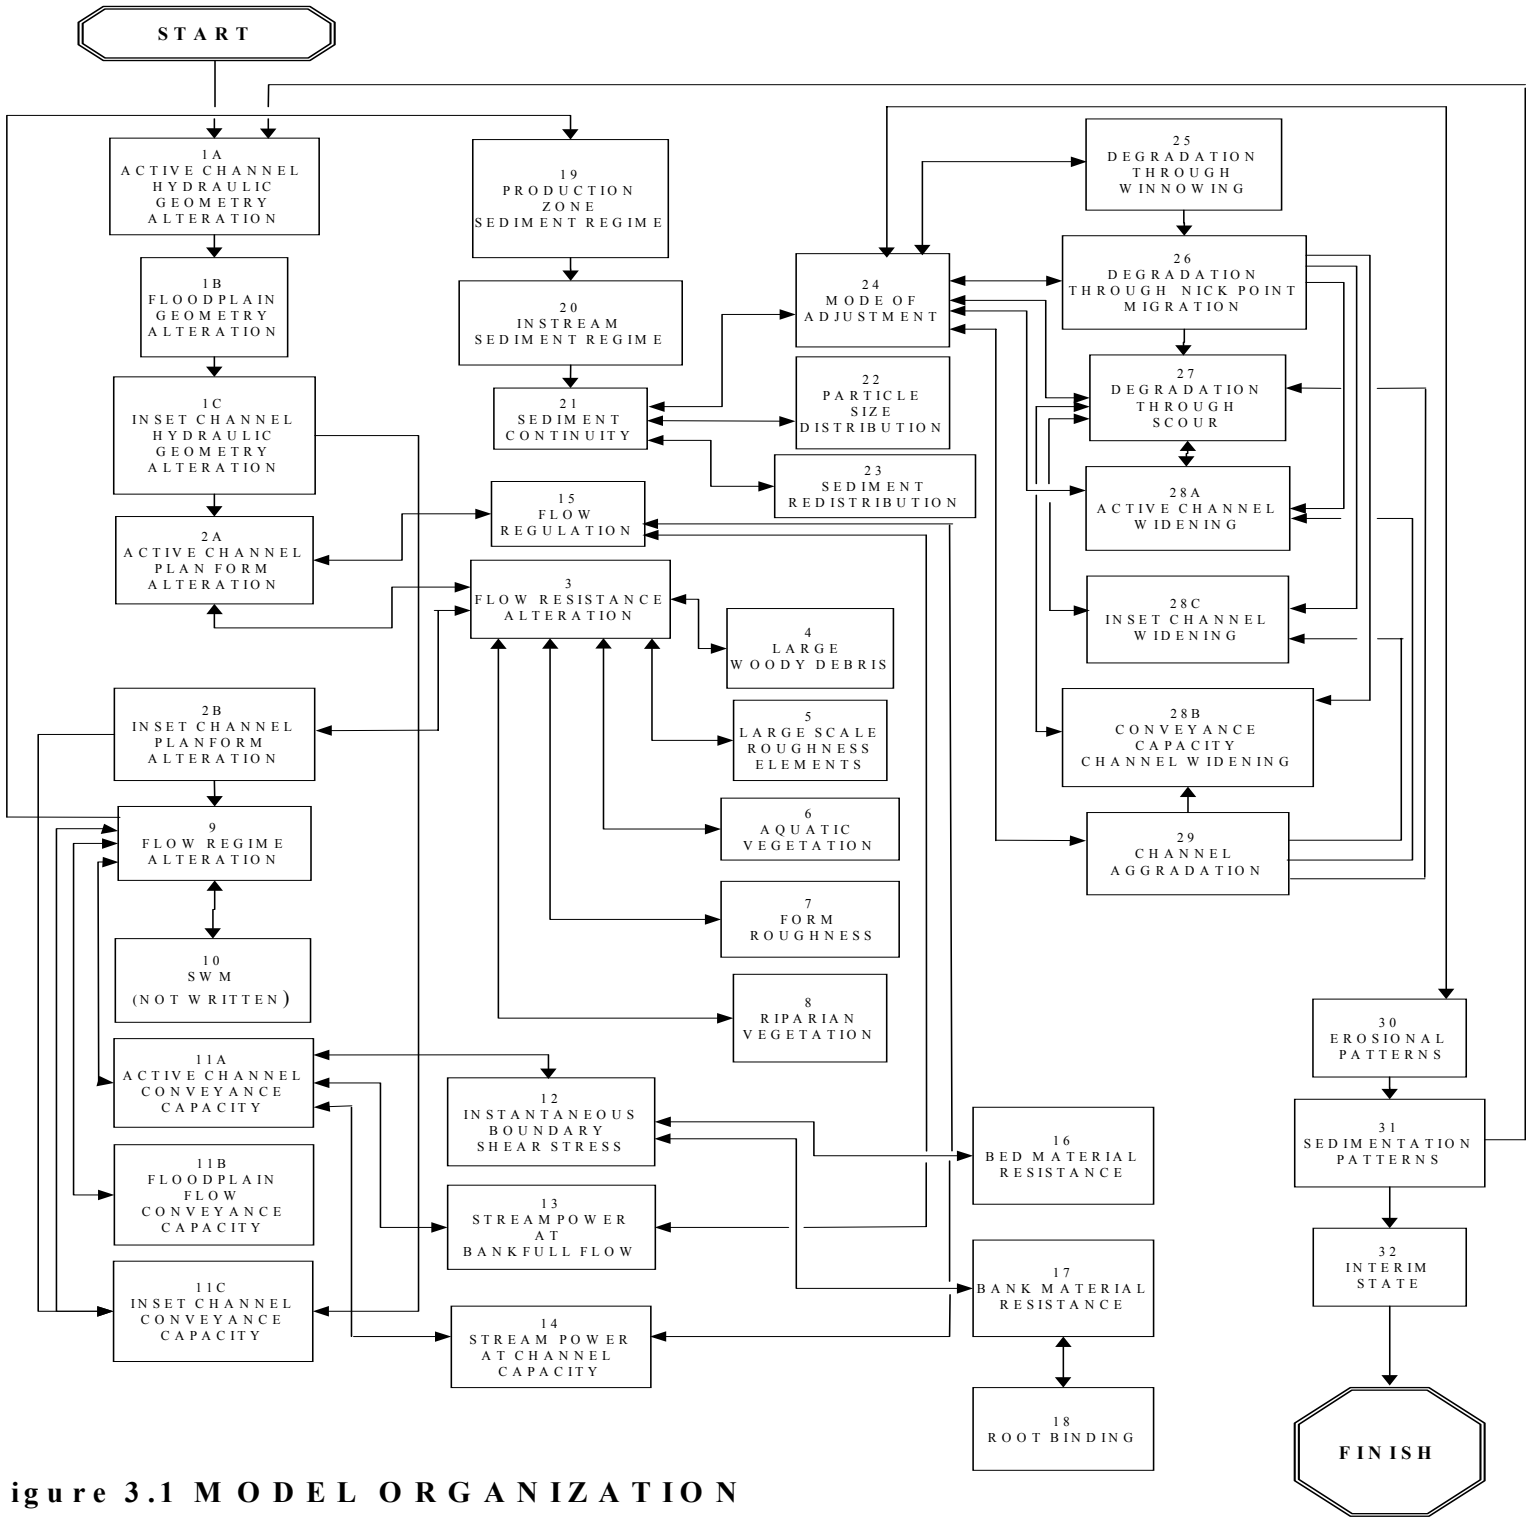 START
1A
ACTIVE CHANNEL
HYDRAULIC
GEOMETRY
ALTERATION
1B
FLOODPLAIN
GEOMETRY
ALTERATION
1C
INSET CHANNEL
HYDRAULIC
GEOMETRY
ALTERATION
2A
ACTIVE CHANNEL
PLAN FORM
ALTERATION
2B
INSET CHANNEL
PLANFORM
ALTERATION
9
FLOW REGIME
ALTERATION
10
SWM
(NOT WRITTEN)
11A
ACTIVE CHANNEL
CONVEYANCE
CAPACITY
11B
FLOODPLAIN
FLOW
CONVEYANCE
CAPACITY
11C
INSET CHANNEL
CONVEYANCE
CAPACITY
19
PRODUCTION
ZONE
SEDIMENT REGIME
20
INSTREAM
SEDIMENT REGIME
21
SEDIMENT
CONTINUITY
15
FLOW
REGULATION
3
FLOW RESISTANCE
ALTERATION
4
LARGE
WOODY DEBRIS
5
LARGE SCALE
ROUGHNESS
ELEMENTS
6
AQUATIC
VEGETATION
7
FORM
ROUGHNESS
8
RIPARIAN
VEGETATION
12
INSTANTANEOUS
BOUNDARY
SHEAR STRESS
13
STREAMPOWER
AT
BANKFULL FLOW
14
STREAM POWER
AT CHANNEL
CAPACITY
24
MODE OF
ADJUSTMENT
22
PARTICLE
SIZE
DISTRIBUTION
23
SEDIMENT
REDISTRIBUTION
16
BED MATERIAL
RESISTANCE
17
BANK MATERIAL
RESISTANCE
18
ROOT BINDING
25
DEGRADATION
THROUGH
WINNOWING
26
DEGRADATION
THROUGH NICK POINT
MIGRATION
27
DEGRADATION
THROUGH
SCOUR
28A
ACTIVE CHANNEL
WIDENING
28C
INSET CHANNEL
WIDENING
28B
CONVEYANCE
CAPACITY
CHANNEL WIDENING
29
CHANNEL
AGGRADATION
30
EROSIONAL
PATTERNS
31
SEDIMENTATION
PATTERNS
32
INTERIM
STATE
FINISH
igure 3.1 MODEL ORGANIZATION